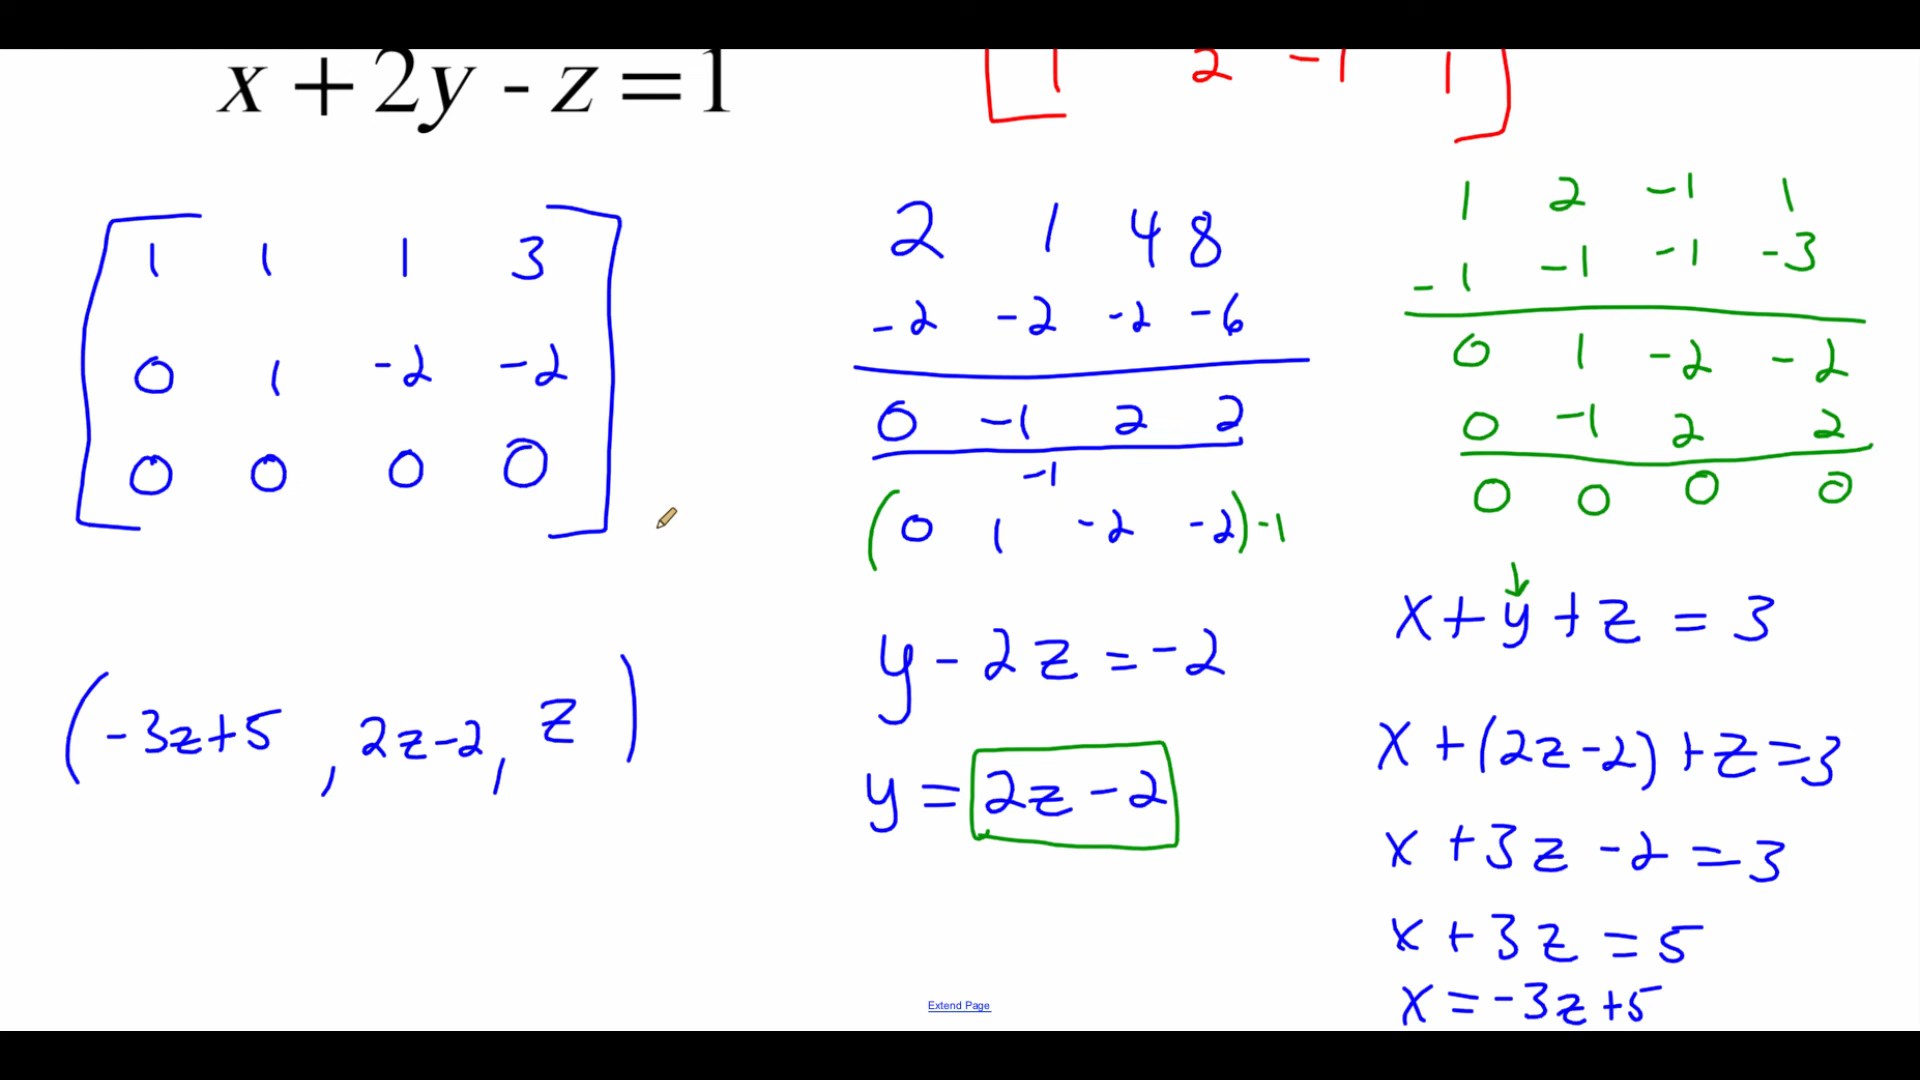 x + 2y - z = 1
1 2 -1 1
1 1 1 3
0 1 -2 -2
0 0 0 0
(-3z+5 , 2z-2, z)
2 1 4 8
-2 -2 -2 -6
0 -1 2 2
-1
(0 1 -2 -2) -1
y - 2z = -2
y = 2z - 2
1 2 -1 1
-1 -1 -1 -3
0 1 -2 -2
0 -1 2 2
0 0 0 0
x + y + z = 3
x + (2z - 2) + z = 3
x + 3z - 2 = 3
x + 3z = 5
x = -3z + 5
Extend Page